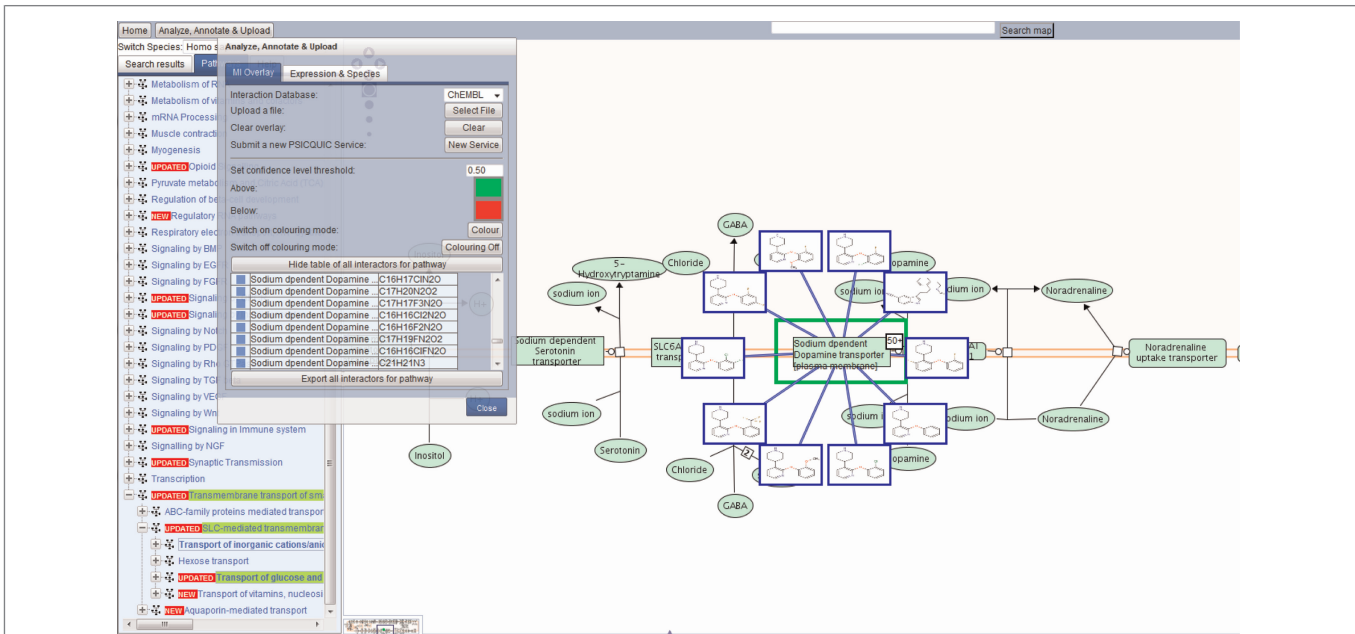 Home
Analyze, Annotate & Upload
Search map
Switch Species: Homo s
Analyze, Annotate & Upload
Search results
Path
MI Overlay
Expression & Species
Metabolism of R
Metabolism of vi
mRNA Processi
Muscle contracti
Myogenesis
UPDATED Opioid
Pyruvate metabo
Regulation of be
NEW Regulatory
Respiratory elec
Signaling by BM
Signaling by EG
Signaling by FG
UPDATED Signali
UPDATED Signali
Signaling by Not
Signaling by PD
Signaling by Rho
Signaling by TG
Signaling by VE
Signaling by Wn
UPDATED Signaling in Immune system
Signalling by NGF
UPDATED Synaptic Transmission
Transcription
UPDATED Transmembrane transport of sma
ABC-family proteins mediated transpor
UPDATED SLC-mediated transmembrar
Transport of inorganic cations/anio
Hexose transport
UPDATED Transport of glucose and
NEW Transport of vitamins, nucleosi
NEW Aquaporin-mediated transport
Interaction Database:
ChEMBL
Upload a file:
Select File
Clear overlay:
Clear
Submit a new PSICQUIC Service:
New Service
Set confidence level threshold:
0.50
Above:
Below:
Switch on colouring mode:
Colour
Switch off colouring mode:
Colouring Off
Hide table of all interactors for pathway
Sodium dpendent Dopamine ...C16H17ClN2O
Sodium dpendent Dopamine ...C17H20N2O2
Sodium dpendent Dopamine ...C17H17F3N2O
Sodium dpendent Dopamine ...C16H16Cl2N2O
Sodium dpendent Dopamine ...C16H16F2N2O
Sodium dpendent Dopamine ...C17H19FN2O2
Sodium dpendent Dopamine ...C16H16ClFN2O
Sodium dpendent Dopamine ...C21H21N3
Export all interactors for pathway
Close
H+
Inositol
5-
Hydroxytryptamine
sodium ion
Sodium dependent
Serotonin
transporter
sodium ion
Serotonin
GABA
Chloride
SLC6A
transp
Chloride
2
GABA
Sodium dpendent
Dopamine transporter
[plasma membrane]
50+
opamine
sodium i
dium ion
sodium i
dium ion
opamine
Noradrenaline
Noradrenaline
uptake transporter
Noradrenaline